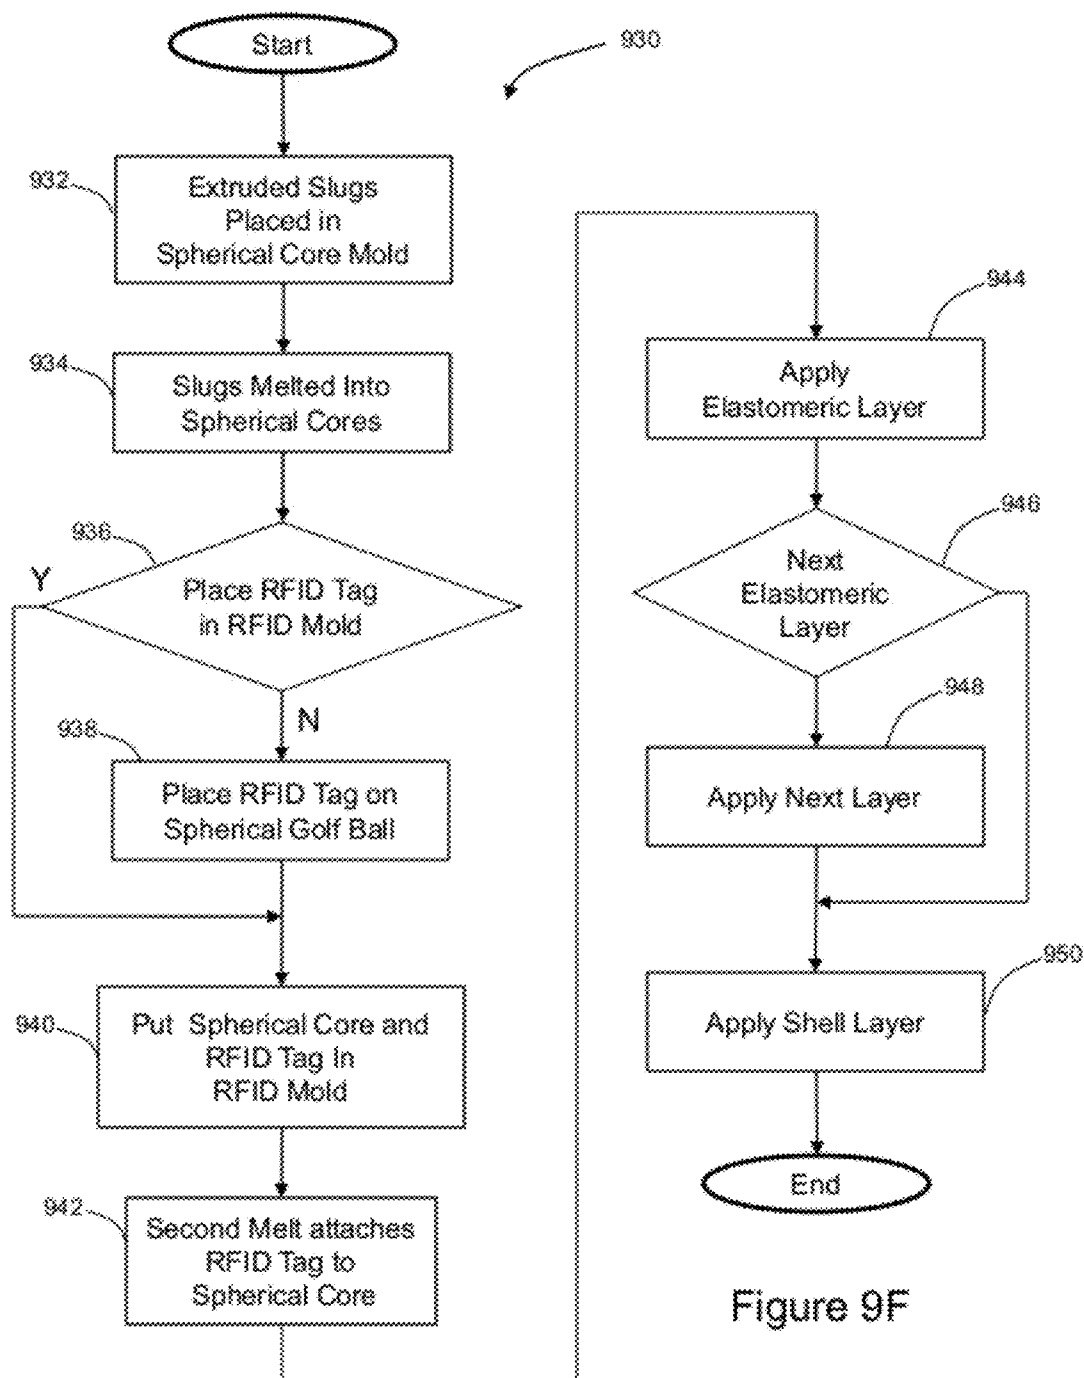 Start
930
932
Extruded Slugs
Placed in
Spherical Core Mold
934
Slugs Melted Into
Spherical Cores
936
Y
Place RFID Tag
in RFID Mold
N
938
Place RFID Tag on
Spherical Golf Ball
940
Put Spherical Core and
RFID Tag In
RFID Mold
942
Second Melt attaches
RFID Tag to
Spherical Core
944
Apply
Elastomeric Layer
946
Next
Elastomeric
Layer
948
Apply Next Layer
950
Apply Shell Layer
End
Figure 9F